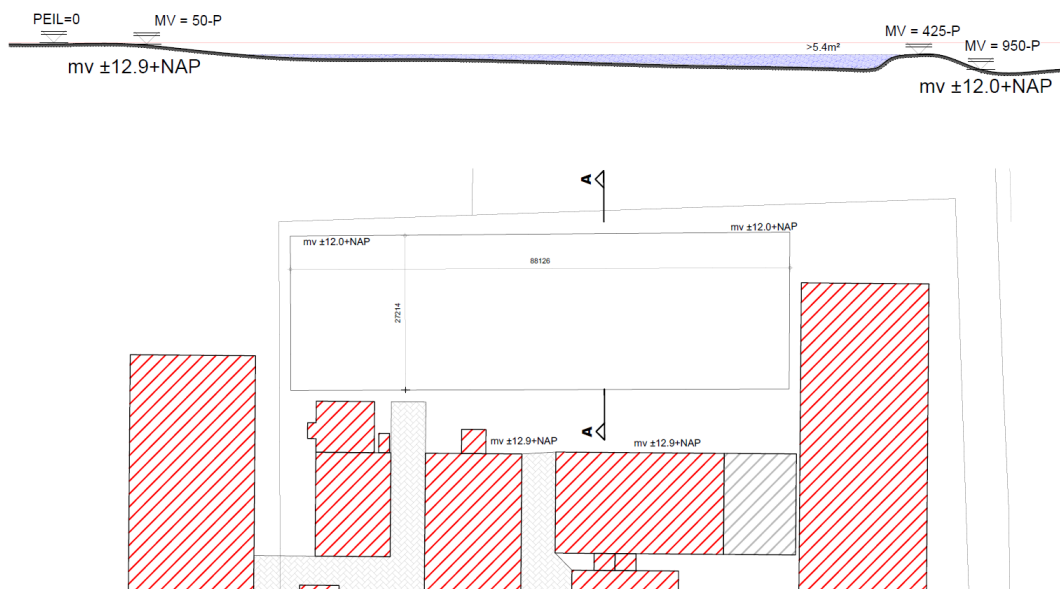 PEIL=0
MV = 50-P
mv ±12.9+NAP
>5.4m²
MV = 425-P
MV = 950-P
mv ±12.0+NAP
A
mv ±12.0+NAP
mv ±12.0+NAP
88126
27214
A
mv ±12.9+NAP
mv ±12.9+NAP